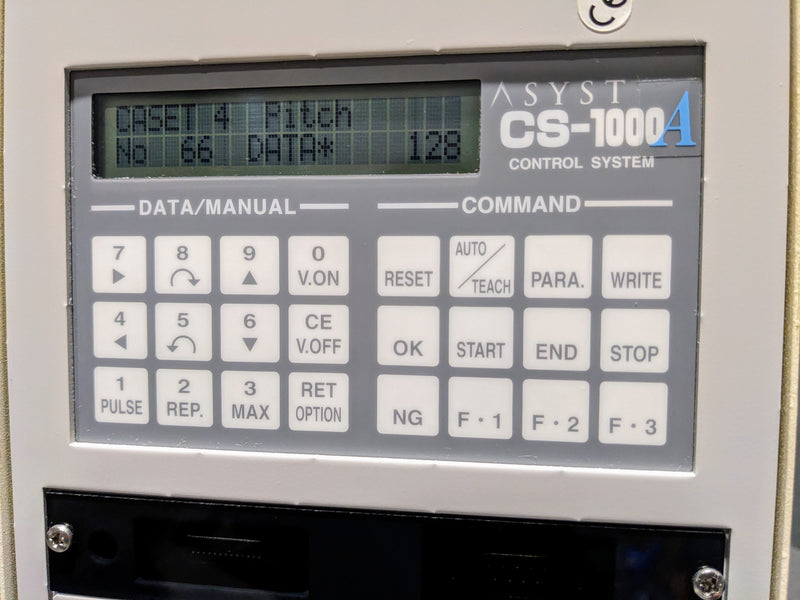 CE
ASYST
CS-1000A
CONTROL SYSTEM
CASET 4 Pitch
No 66 DATA* 128
DATA/MANUAL
COMMAND
7
8
9
0
V.ON
RESET
AUTO/TEACH
PARA.
WRITE
4
5
6
CE
V.OFF
OK
START
END
STOP
1
PULSE
2
REP.
3
MAX
RET
OPTION
NG
F・1
F・2
F・3